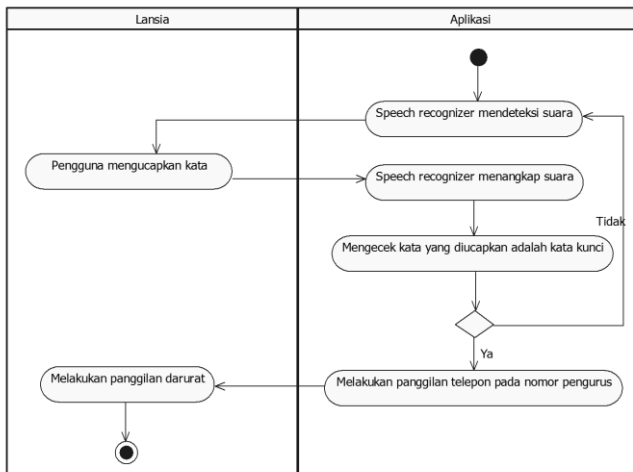 Lansia
Aplikasi
Speech recognizer mendeteksi suara
Pengguna mengucapkan kata
Speech recognizer menangkap suara
Tidak
Mengecek kata yang diucapkan adalah kata kunci
Ya
Melakukan panggilan darurat
Melakukan panggilan telepon pada nomor pengurus